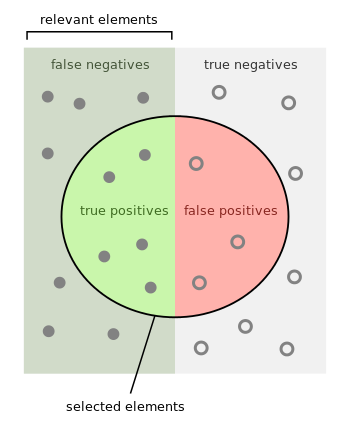 relevant elements
false negatives
true negatives
true positives
false positives
selected elements